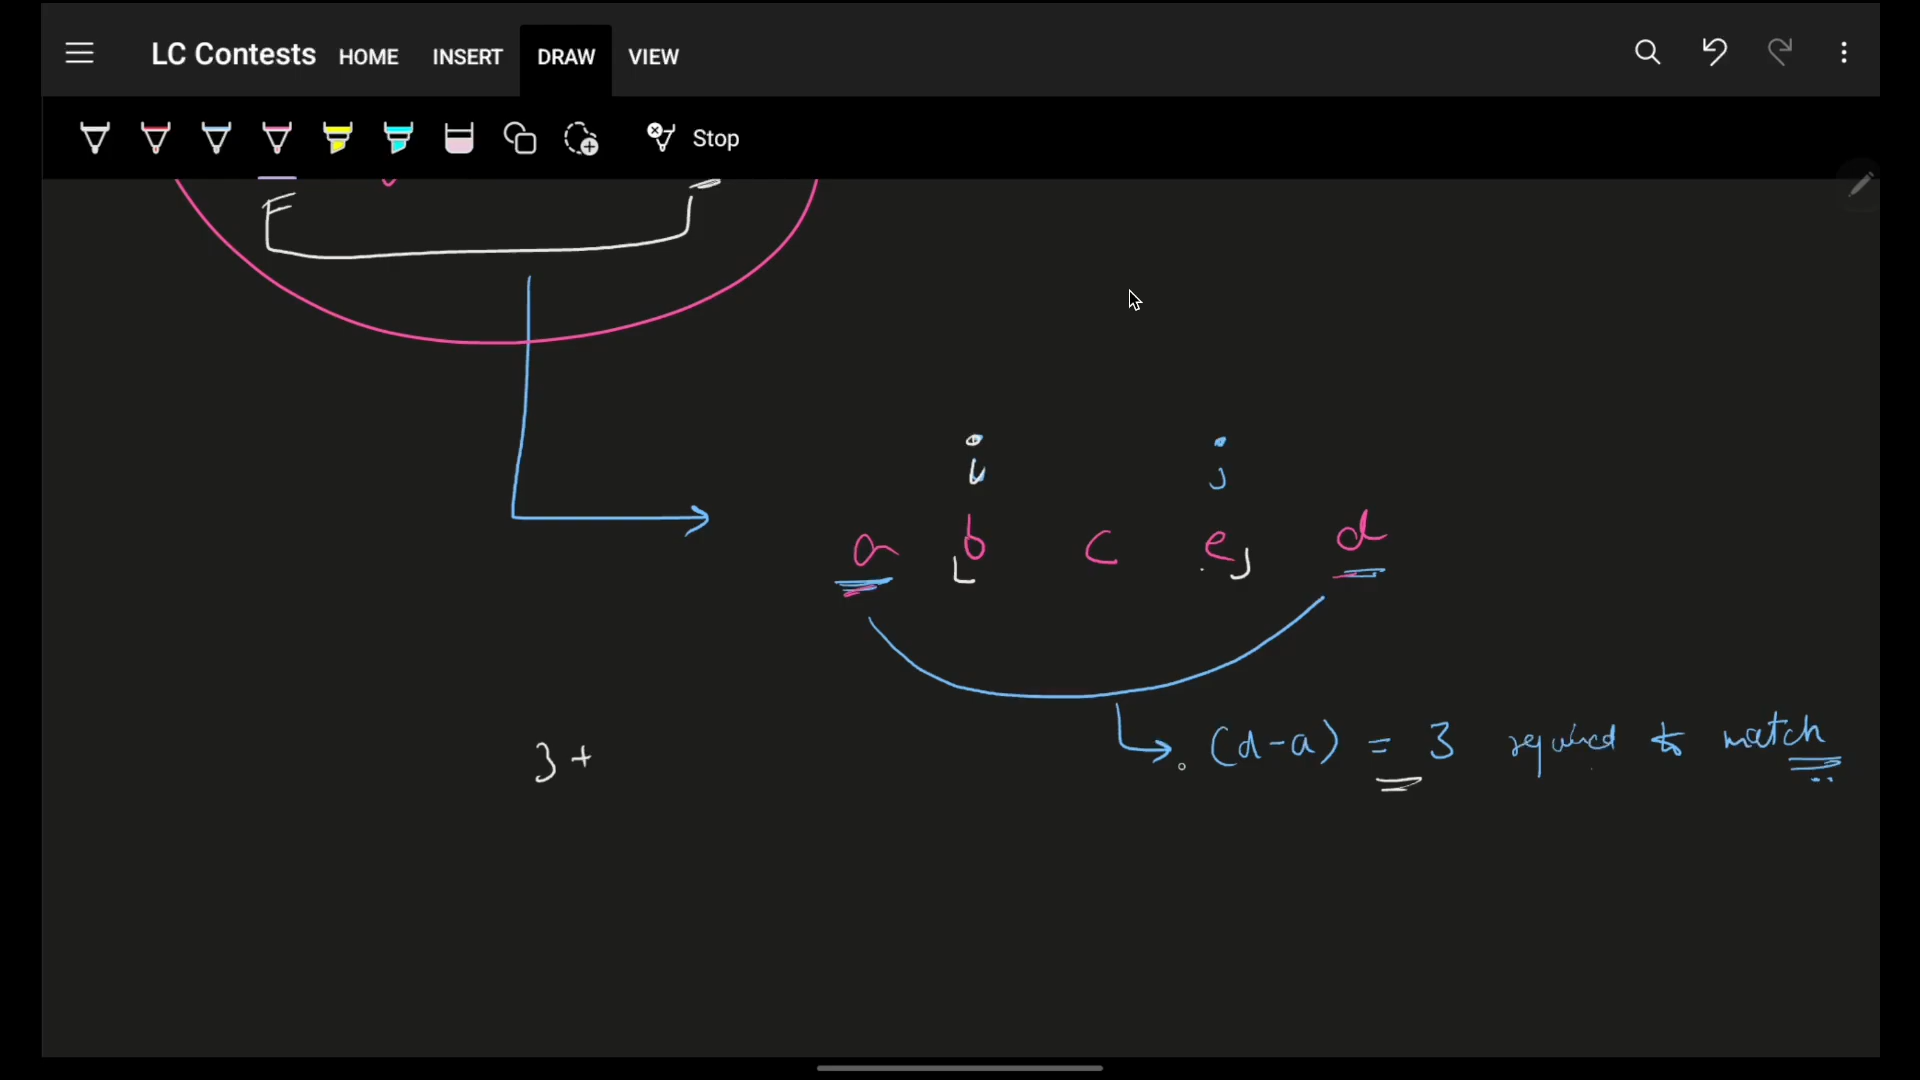 LC Contests HOME INSERT DRAW VIEW
Stop
i j
a b c e d
(d-a) = 3 required to match
3 +